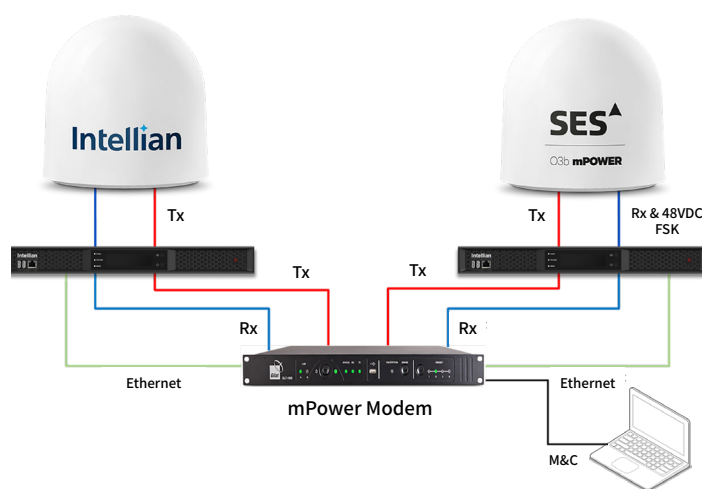 Intellian
SES
O3b mPOWER
Tx
Tx
Rx & 48VDC
FSK
Intellian
Intellian
Tx
Tx
Rx
Rx
Ethernet
Ethernet
mPower Modem
M&C